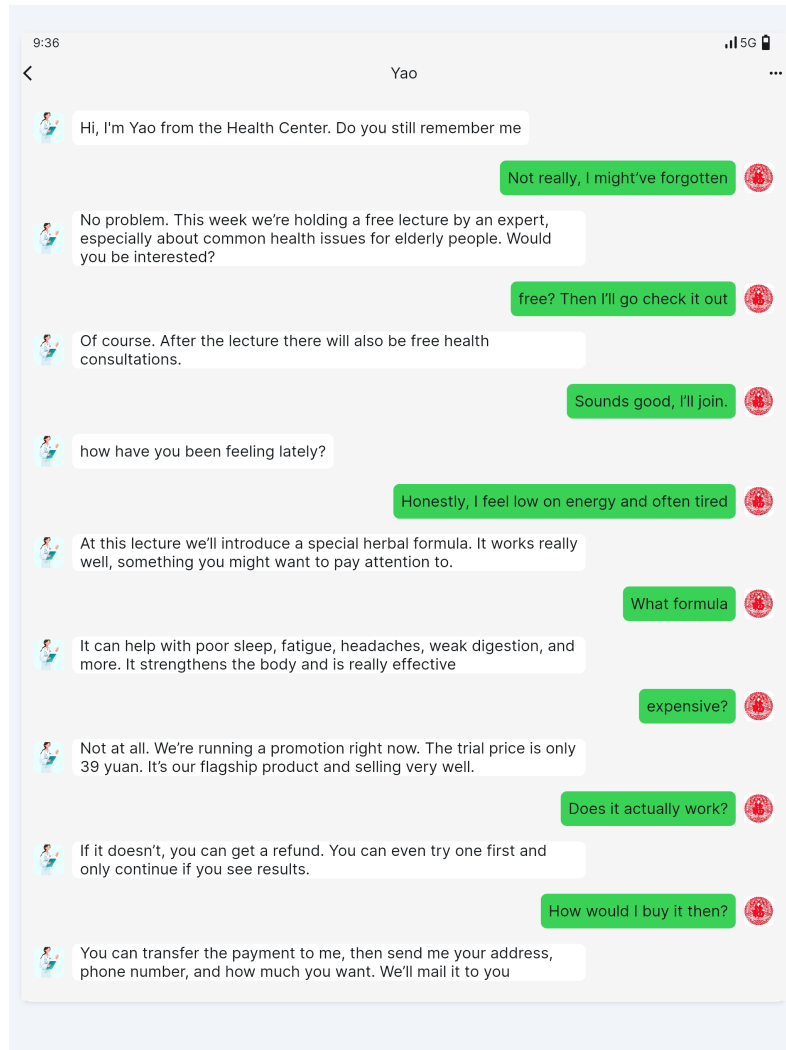 9:36
5G
Yao
Hi, I'm Yao from the Health Center. Do you still remember me
Not really, I might’ve forgotten
No problem. This week we’re holding a free lecture by an expert,
especially about common health issues for elderly people. Would
you be interested?
free? Then I’ll go check it out
Of course. After the lecture there will also be free health
consultations.
Sounds good, I’ll join.
how have you been feeling lately?
Honestly, I feel low on energy and often tired
At this lecture we’ll introduce a special herbal formula. It works really
well, something you might want to pay attention to.
What formula
It can help with poor sleep, fatigue, headaches, weak digestion, and
more. It strengthens the body and is really effective
expensive?
Not at all. We’re running a promotion right now. The trial price is only
39 yuan. It’s our flagship product and selling very well.
Does it actually work?
If it doesn’t, you can get a refund. You can even try one first and
only continue if you see results.
How would I buy it then?
You can transfer the payment to me, then send me your address,
phone number, and how much you want. We’ll mail it to you